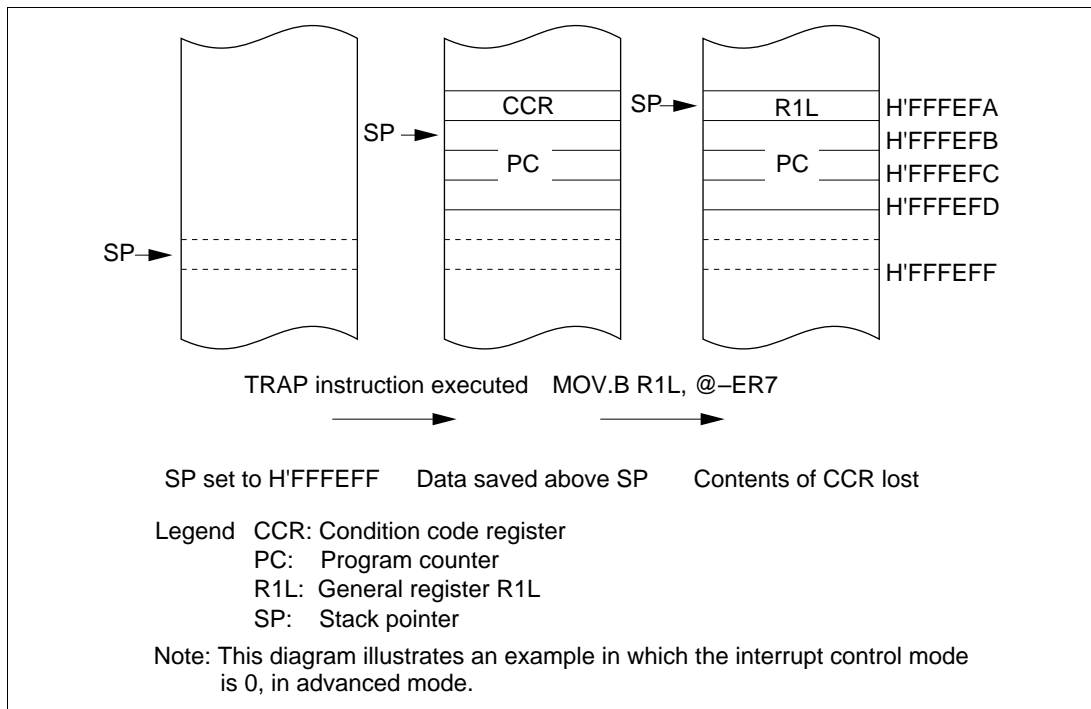 CCR SP R1L H'FFFEFA
SP H'FFFEFB
PC PC H'FFFEFC
H'FFFEFD
SP
H'FFFEFF
TRAP instruction executed MOV.B R1L, @–ER7
SP set to H'FFFEFF Data saved above SP Contents of CCR lost
Legend CCR: Condition code register
PC: Program counter
R1L: General register R1L
SP: Stack pointer
Note: This diagram illustrates an example in which the interrupt control mode
is 0, in advanced mode.